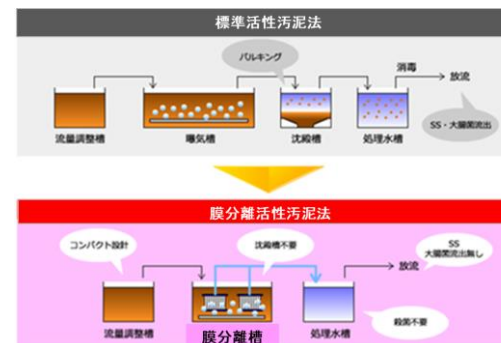 標準活性汚泥法
バルキング
消毒
放流
流量調整槽
曝気槽
沈殿槽
処理水槽
SS・大腸菌流出
膜分離活性汚泥法
コンパクト設計
沈殿槽不要
SS
大腸菌流出無し
放流
殺菌不要
流量調整槽
膜分離槽
処理水槽